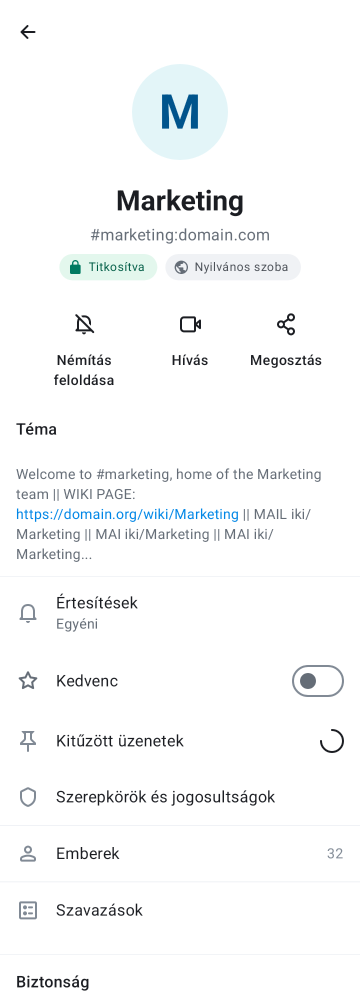 M
Marketing
#marketing:domain.com
Titkosítva
Nyilvános szoba
Némítás
feloldása
Hívás
Megosztás
Téma
Welcome to #marketing, home of the Marketing
team || WIKI PAGE:
https://domain.org/wiki/Marketing || MAIL iki/
Marketing || MAI iki/Marketing || MAI iki/
Marketing...
Értesítések
Egyéni
Kedvenc
Kitűzött üzenetek
Szerepkörök és jogosultságok
Emberek
32
Szavazások
Biztonság